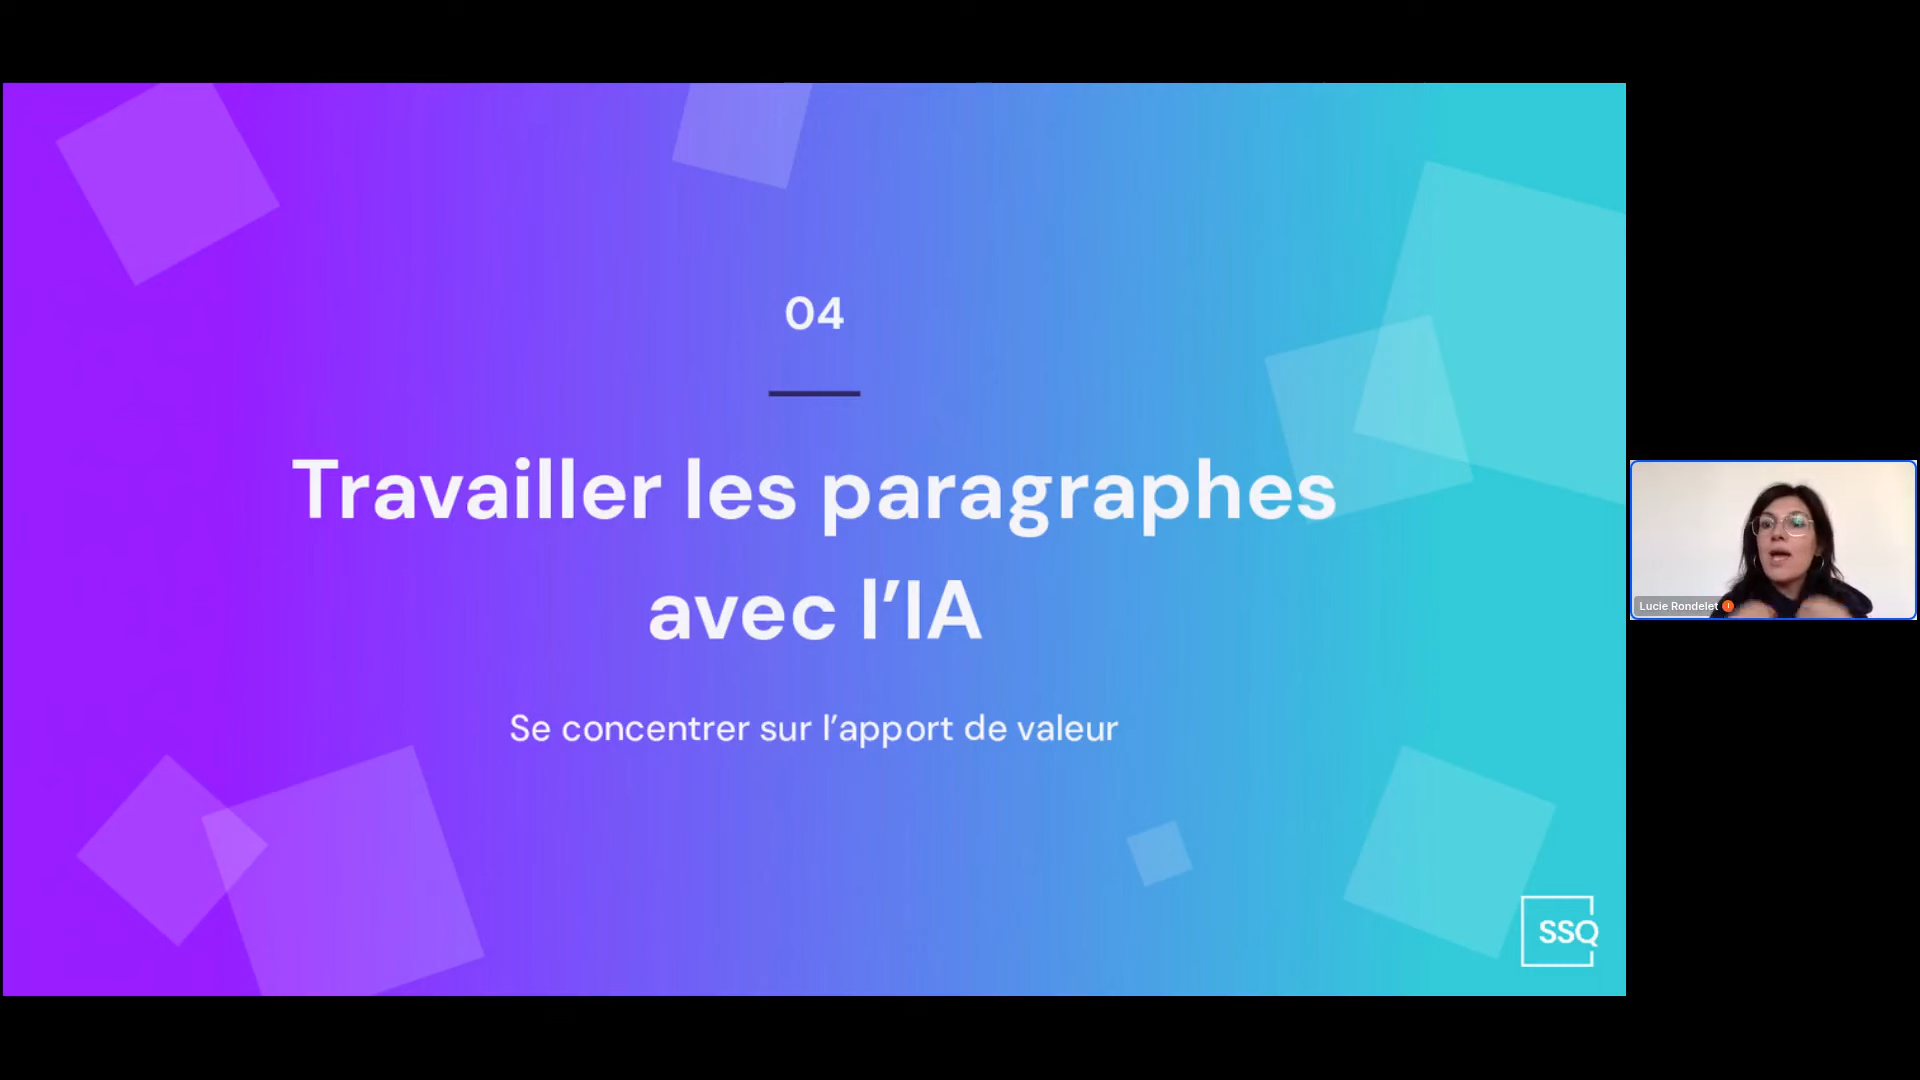 04
Travailler les paragraphes
avec l’IA
Se concentrer sur l’apport de valeur
SSQ
Lucie Rondelet